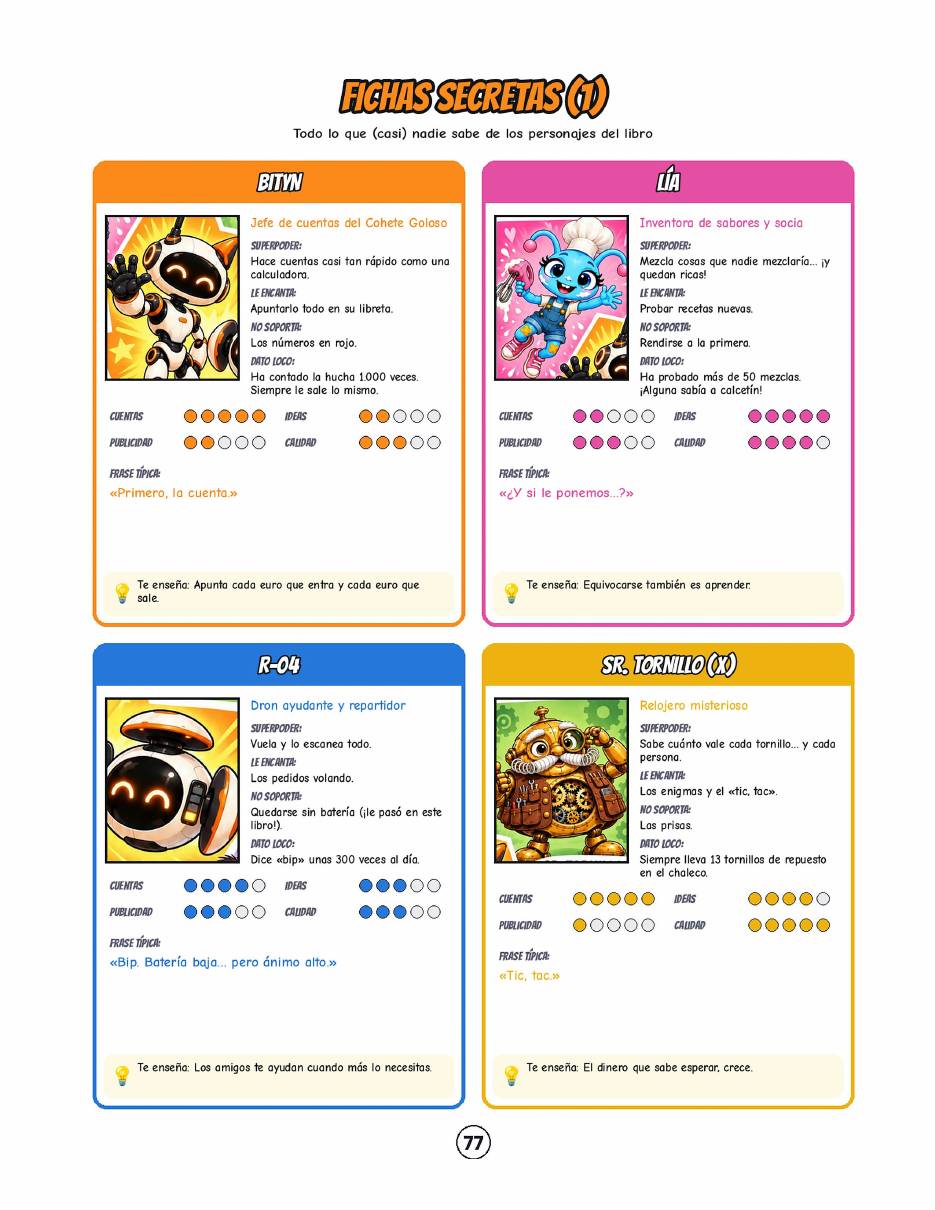 FICHAS SECRETAS (1)
Todo lo que (casi) nadie sabe de los personajes del libro
BITYN
Jefe de cuentas del Cohete Goloso
SUPERPODER:
Hace cuentas casi tan rápido como una
calculadora.
LE ENCANTA:
Apuntarlo todo en su libreta.
NO SOPORTA:
Los números en rojo.
DATO LOCO:
Ha contado la hucha 1.000 veces.
Siempre le sale lo mismo.
CUENTAS
IDEAS
PUBLICIDAD
CALIDAD
FRASE TÍPICA:
«Primero, la cuenta.»
Te enseña: Apunta cada euro que entra y cada euro que
sale.
LÍA
Inventora de sabores y socia
SUPERPODER:
Mezcla cosas que nadie mezclaría... ¡y
quedan ricas!
LE ENCANTA:
Probar recetas nuevas.
NO SOPORTA:
Rendirse a la primera.
DATO LOCO:
Ha probado más de 50 mezclas.
¡Alguna sabía a calcetín!
CUENTAS
IDEAS
PUBLICIDAD
CALIDAD
FRASE TÍPICA:
«¿Y si le ponemos...?»
Te enseña: Equivocarse también es aprender.
R-04
Dron ayudante y repartidor
SUPERPODER:
Vuela y lo escanea todo.
LE ENCANTA:
Los pedidos volando.
NO SOPORTA:
Quedarse sin batería (¡le pasó en este
libro!).
DATO LOCO:
Dice «bip» unas 300 veces al día.
CUENTAS
IDEAS
PUBLICIDAD
CALIDAD
FRASE TÍPICA:
«Bip. Batería baja... pero ánimo alto.»
Te enseña: Los amigos te ayudan cuando más lo necesitas.
SR. TORNILLO (X)
Relojero misterioso
SUPERPODER:
Sabe cuánto vale cada tornillo... y cada
persona.
LE ENCANTA:
Los enigmas y el «tic, tac».
NO SOPORTA:
Las prisas.
DATO LOCO:
Siempre lleva 13 tornillos de repuesto
en el chaleco.
CUENTAS
IDEAS
PUBLICIDAD
CALIDAD
FRASE TÍPICA:
«Tic, tac.»
Te enseña: El dinero que sabe esperar, crece.
77